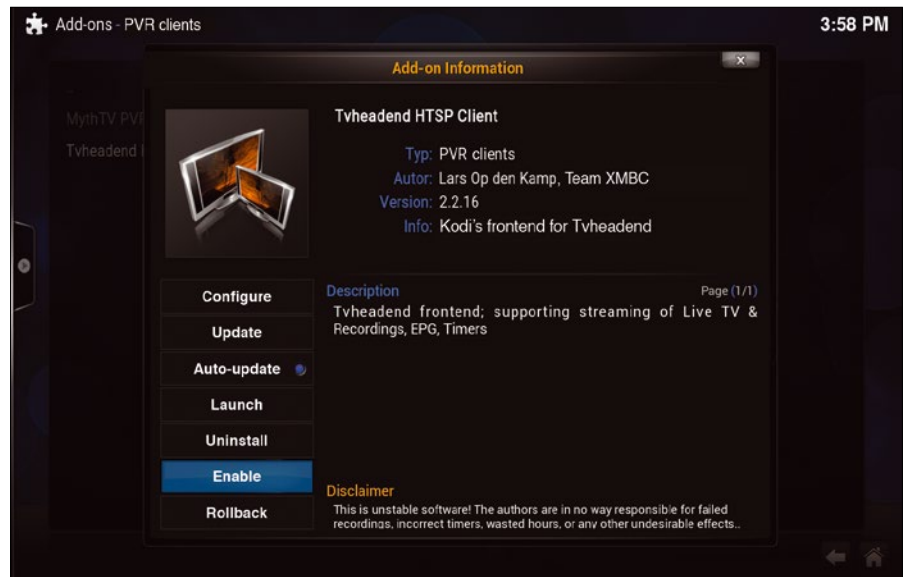 Add-ons - PVR clients
3:58 PM
Add-on Information
x
MythTV PV
Tvheadend
Tvheadend HTSP Client
Typ: PVR clients
Autor: Lars Op den Kamp, Team XMBC
Version: 2.2.16
Info: Kodi's frontend for Tvheadend
Configure
Update
Auto-update
Launch
Uninstall
Enable
Rollback
Description
Page (1/1)
Tvheadend frontend; supporting streaming of Live TV &
Recordings, EPG, Timers
Disclaimer
This is unstable software! The authors are in no way responsible for failed
recordings, incorrect timers, wasted hours, or any other undesirable effects..